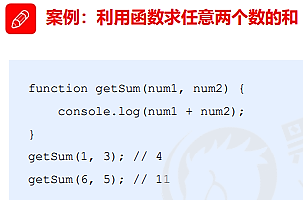 案例：利用函数求任意两个数的和
function getSum(num1, num2) {
    console.log(num1 + num2);
}
getSum(1, 3); // 4
getSum(6, 5); // 11